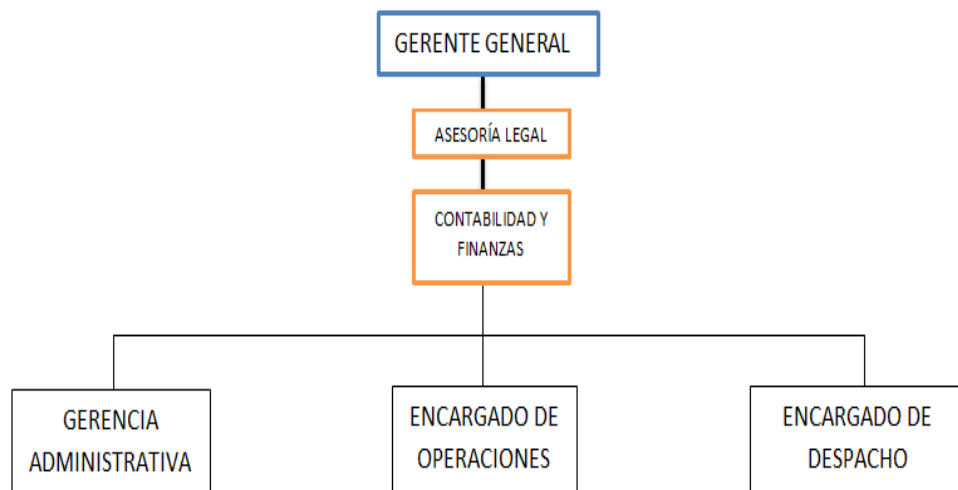 GERENTE GENERAL
ASESORÍA LEGAL
CONTABILIDAD Y
FINANZAS
GERENCIA
ADMINISTRATIVA
ENCARGADO DE
OPERACIONES
ENCARGADO DE
DESPACHO